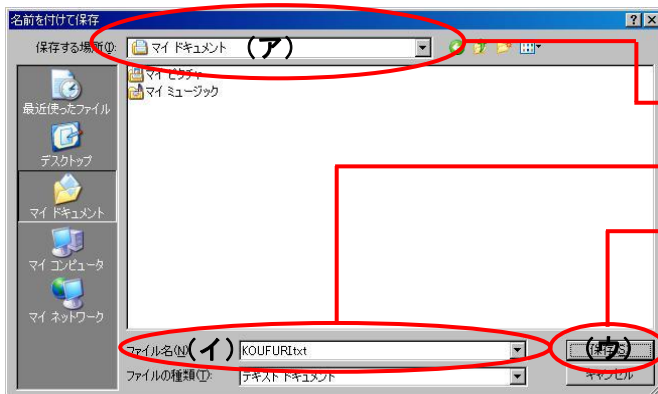 名前を付けて保存
保存する場所(I):
マイ ドキュメント
(ア)
マイ ピクチャ
マイ ミュージック
最近使ったファイル
デスクトップ
マイ ドキュメント
マイ コンピュータ
マイ ネットワーク
ファイル名(N)
(イ)
KOUFURItxt
(ウ)
保存(S)
ファイルの種類(T):
テキスト ドキュメント
キャンセル